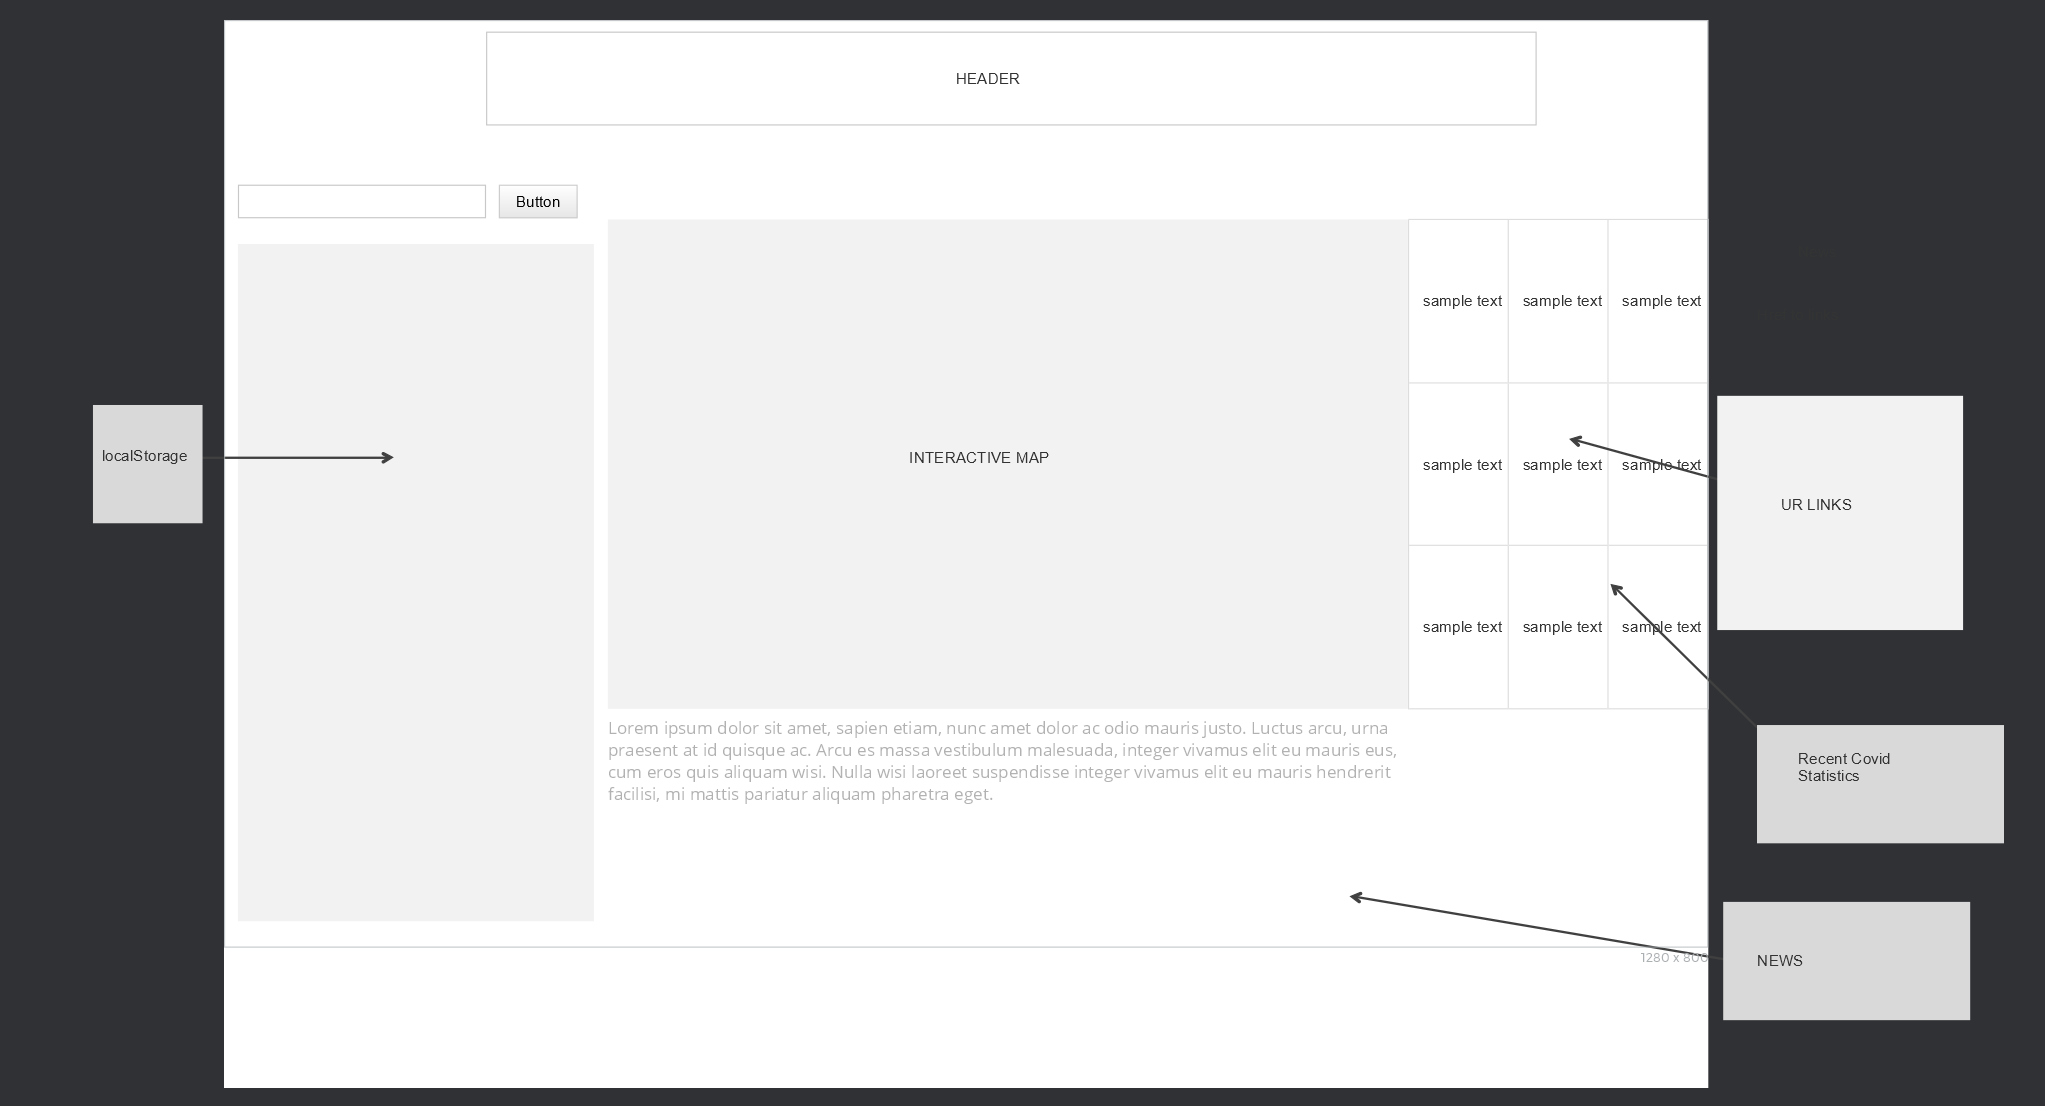 HEADER
Button
sample text
sample text
sample text
localStorage
INTERACTIVE MAP
sample text
sample text
sample text
UR LINKS
sample text
sample text
sample text
Lorem ipsum dolor sit amet, sapien etiam, nunc amet dolor ac odio mauris justo. Luctus arcu, urna
praesent at id quisque ac. Arcu es massa vestibulum malesuada, integer vivamus elit eu mauris eus,
cum eros quis aliquam wisi. Nulla wisi laoreet suspendisse integer vivamus elit eu mauris hendrerit
facilisi, mi mattis pariatur aliquam pharetra eget.
Recent Covid
Statistics
1280 x 800
NEWS